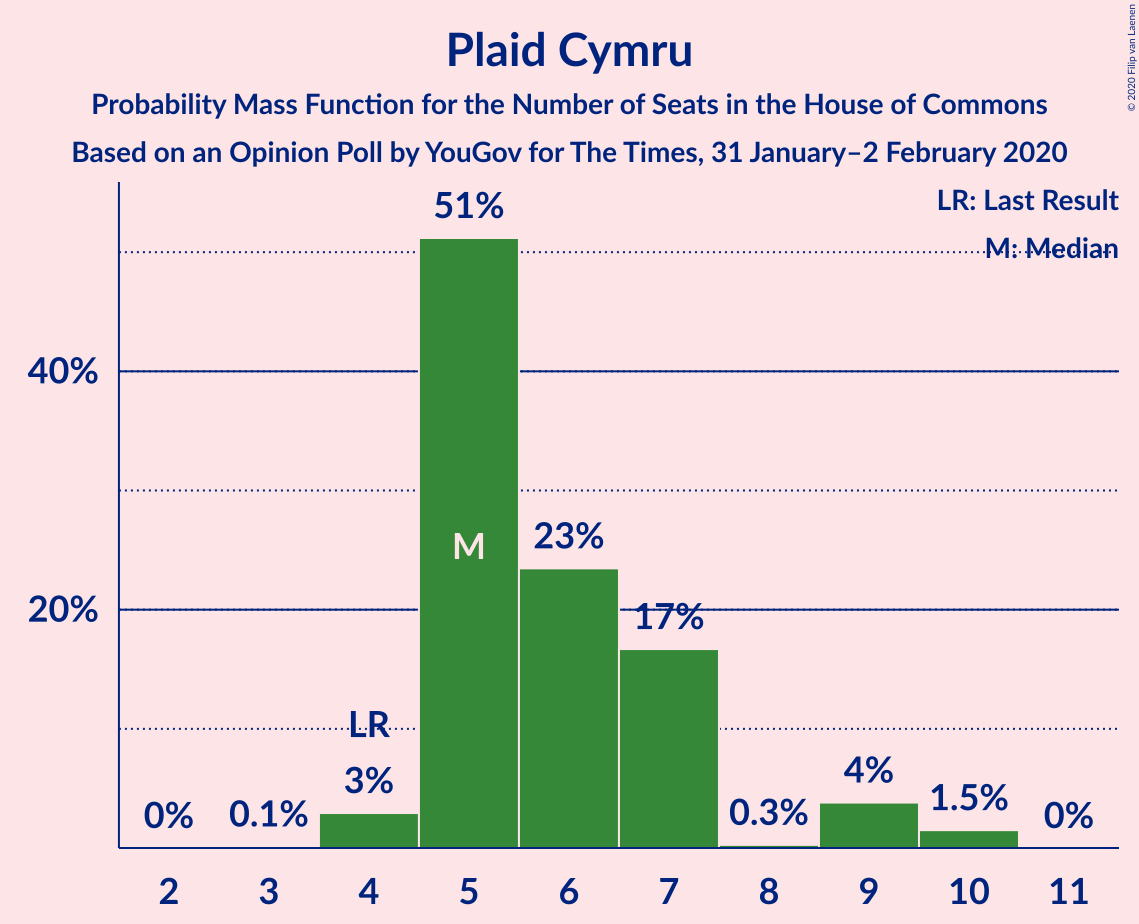 Plaid Cymru
Probability Mass Function for the Number of Seats in the House of Commons
Based on an Opinion Poll by YouGov for The Times, 31 January–2 February 2020
© 2020 Filip van Laenen
LR: Last Result
M: Median
51%
40%
M
23%
20%
17%
LR
3%
0%
0.1%
0.3%
4%
1.5%
0%
2 3 4 5 6 7 8 9 10 11